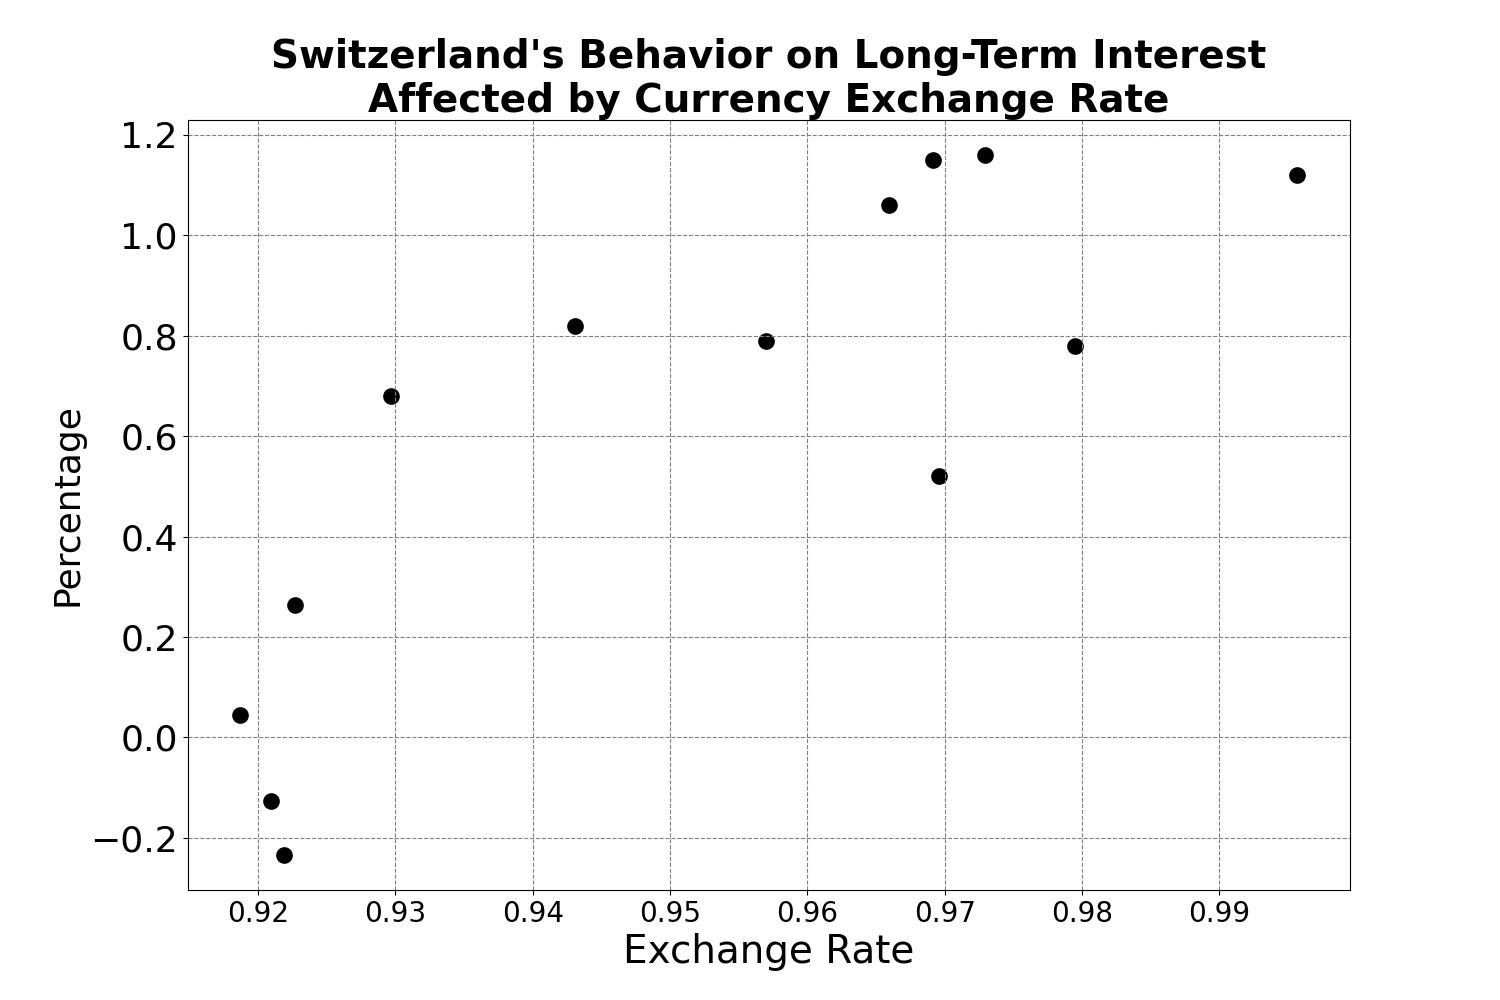 Switzerland's Behavior on Long-Term Interest
Affected by Currency Exchange Rate
1.2
1.0
0.8
0.6
0.4
0.2
0.0
−0.2
Percentage
0.92 0.93 0.94 0.95 0.96 0.97 0.98 0.99
Exchange Rate